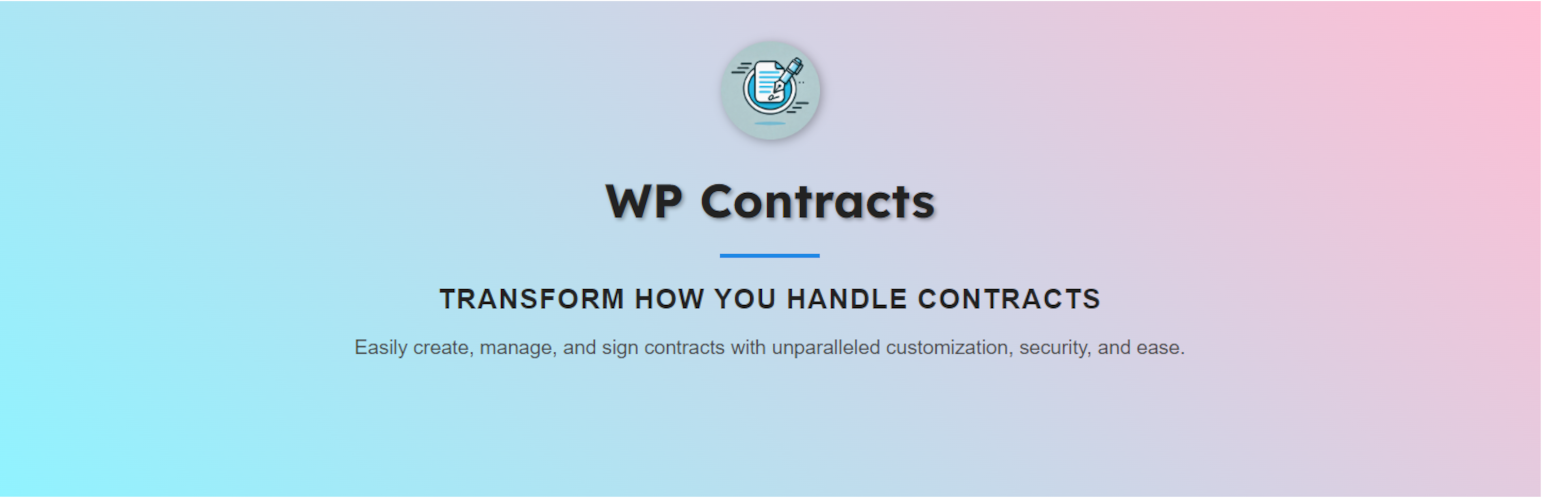 WP Contracts
TRANSFORM HOW YOU HANDLE CONTRACTS
Easily create, manage, and sign contracts with unparalleled customization, security, and ease.